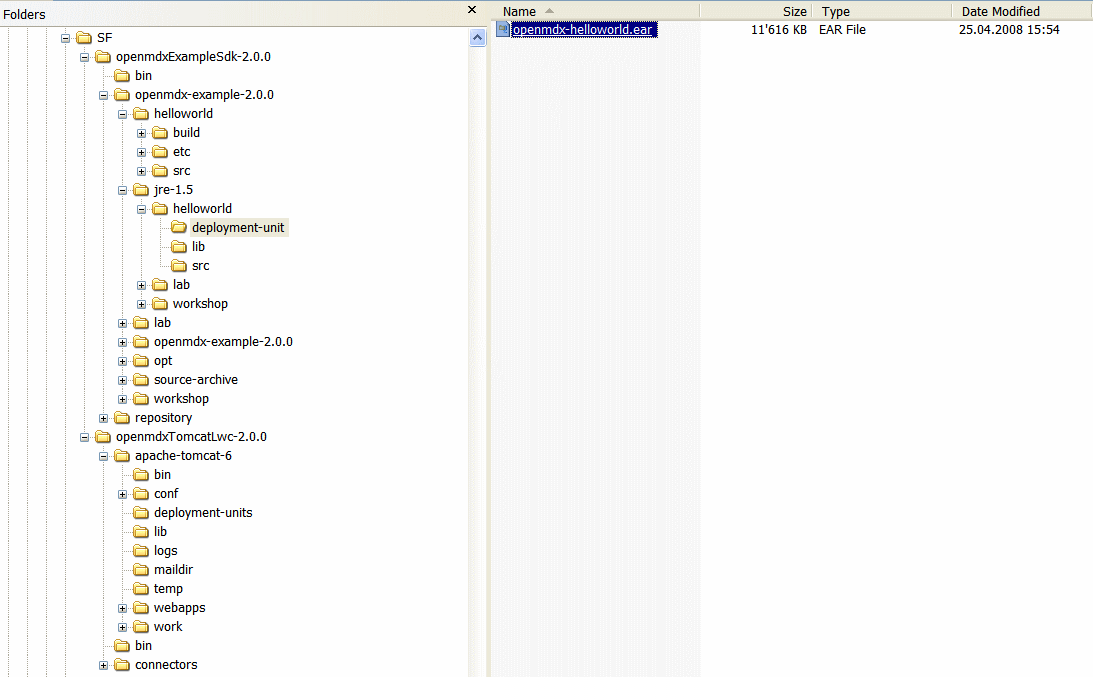 Folders
SF
openmdxExampleSdk-2.0.0
bin
openmdx-example-2.0.0
helloworld
build
etc
src
jre-1.5
helloworld
deployment-unit
lib
src
lab
workshop
lab
openmdx-example-2.0.0
opt
source-archive
workshop
repository
openmdxTomcatLwc-2.0.0
apache-tomcat-6
bin
conf
deployment-units
lib
logs
maildir
temp
webapps
work
bin
connectors
Name Size Type Date Modified
openmdx-helloworld.ear 11'616 KB EAR File 25.04.2008 15:54